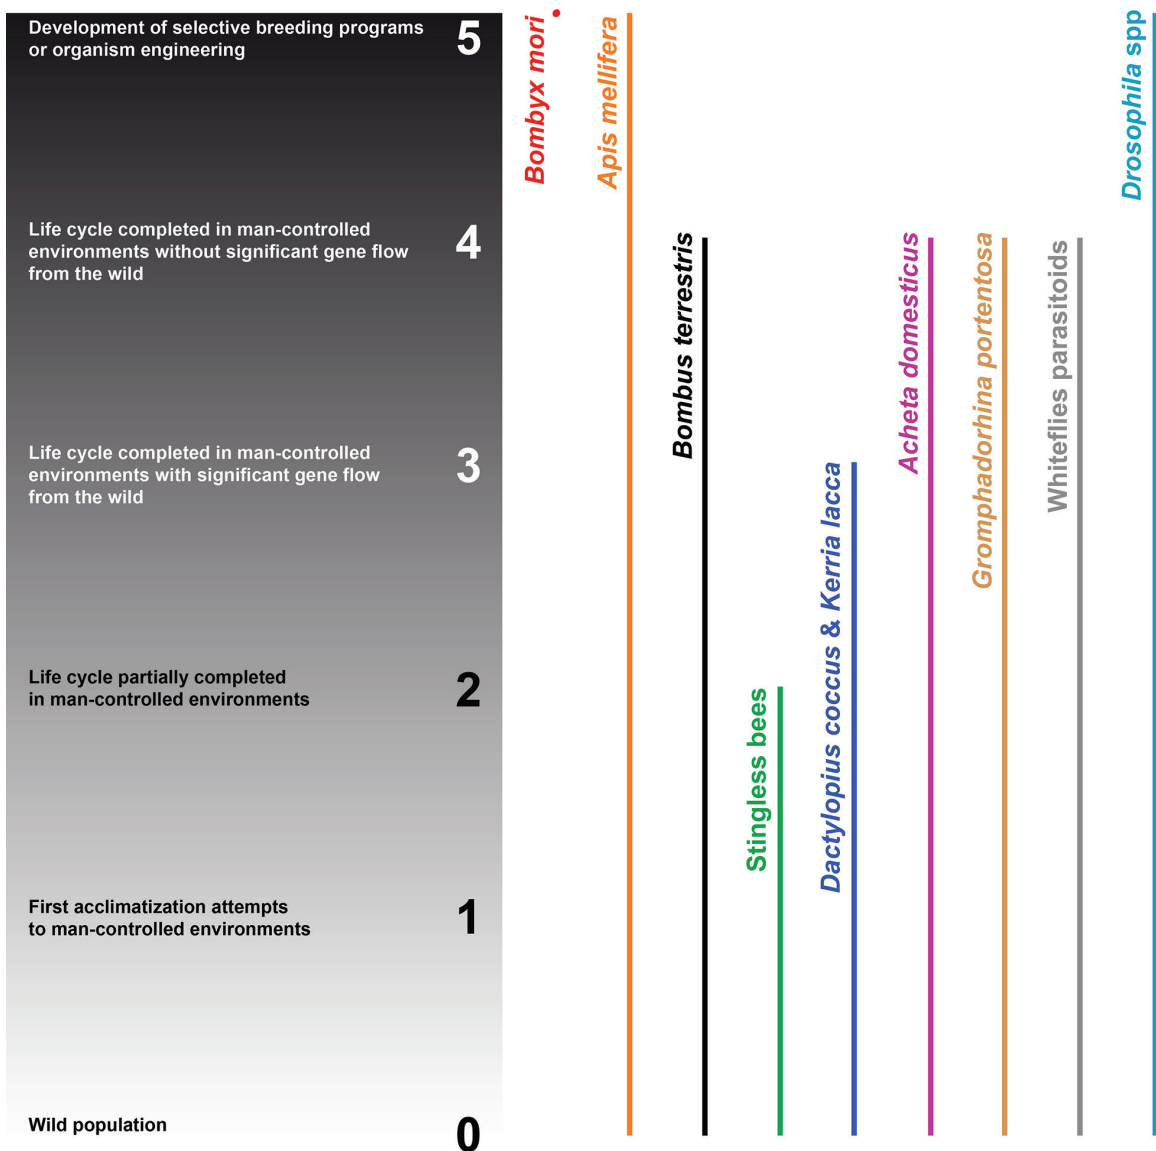 Development of selective breeding programs
or organism engineering
5
Life cycle completed in man-controlled
environments without significant gene flow
from the wild
4
Life cycle completed in man-controlled
environments with significant gene flow
from the wild
3
Life cycle partially completed
in man-controlled environments
2
First acclimatization attempts
to man-controlled environments
1
Wild population
0
Bombyx mori
Apis mellifera
Bombus terrestris
Stingless bees
Dactylopius coccus & Kerria lacca
Acheta domesticus
Gromphadorhina portentosa
Whiteflies parasitoids
Drosophila spp